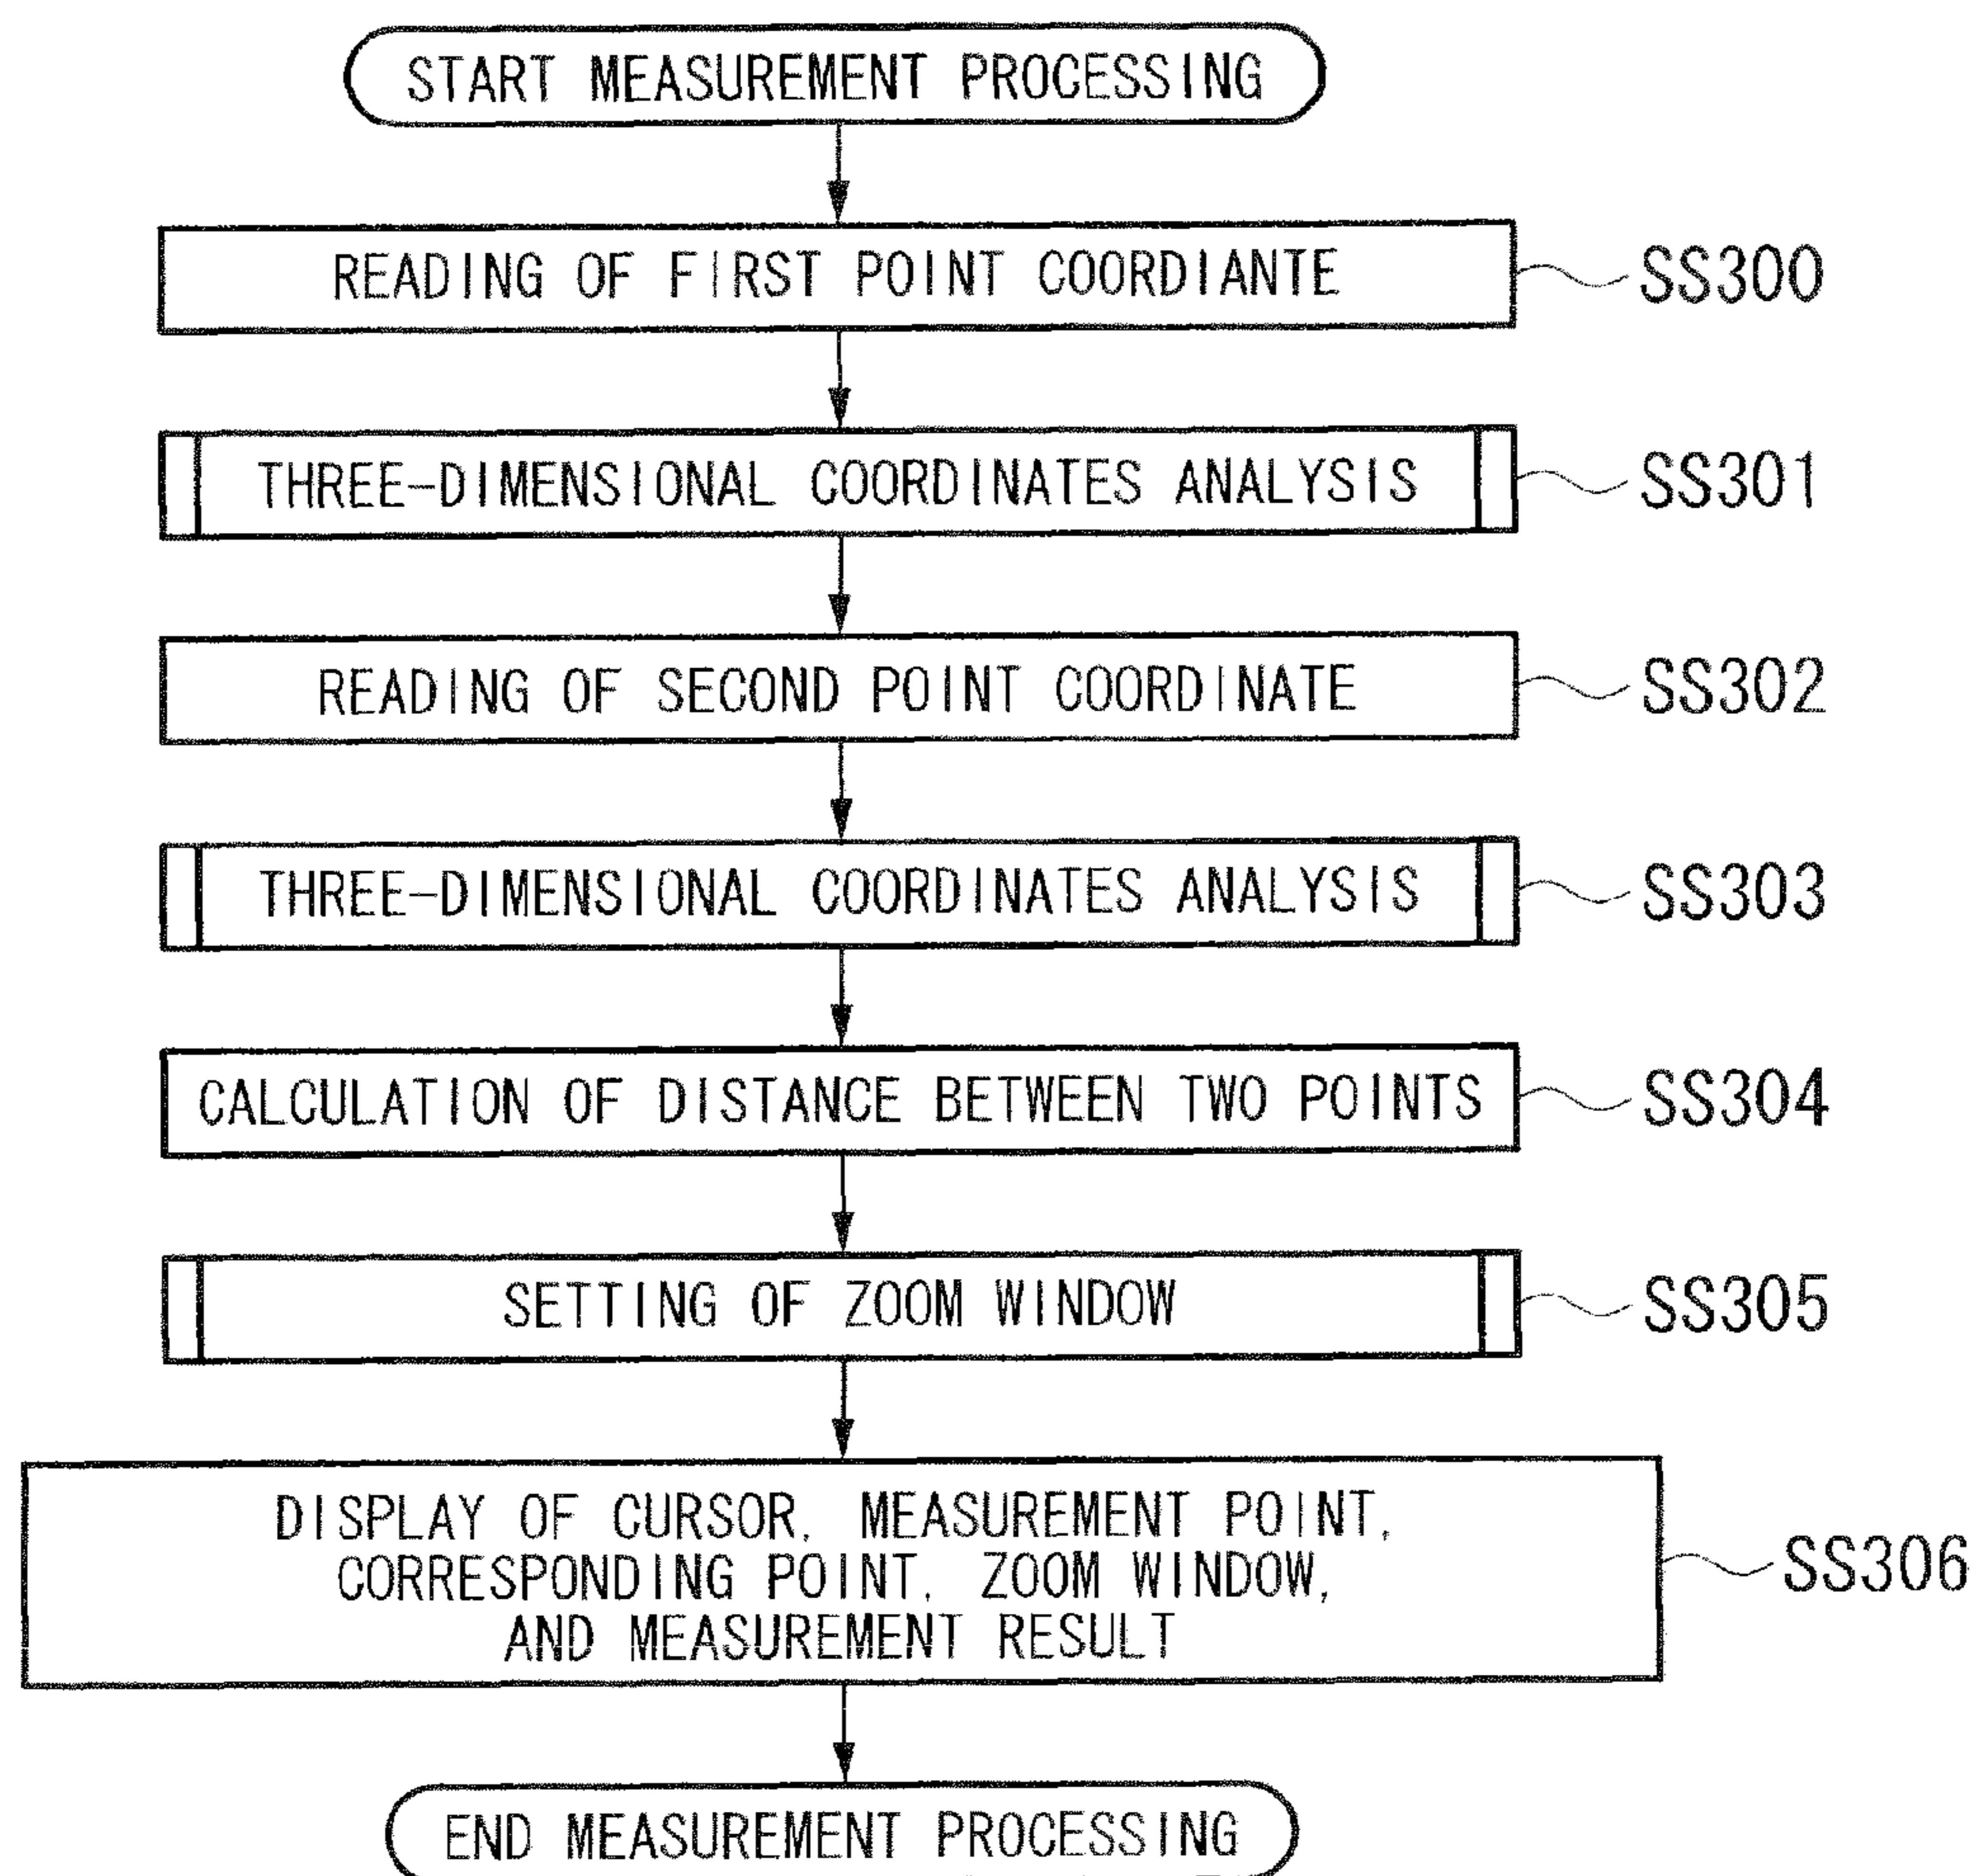 START MEASUREMENT PROCESSING
READING OF FIRST POINT COORDIANTE
SS300
THREE-DIMENSIONAL COORDINATES ANALYSIS
SS301
READING OF SECOND POINT COORDINATE
SS302
THREE-DIMENSIONAL COORDINATES ANALYSIS
SS303
CALCULATION OF DISTANCE BETWEEN TWO POINTS
SS304
SETTING OF ZOOM WINDOW
SS305
DISPLAY OF CURSOR, MEASUREMENT POINT,
CORRESPONDING POINT, ZOOM WINDOW,
AND MEASUREMENT RESULT
SS306
END MEASUREMENT PROCESSING